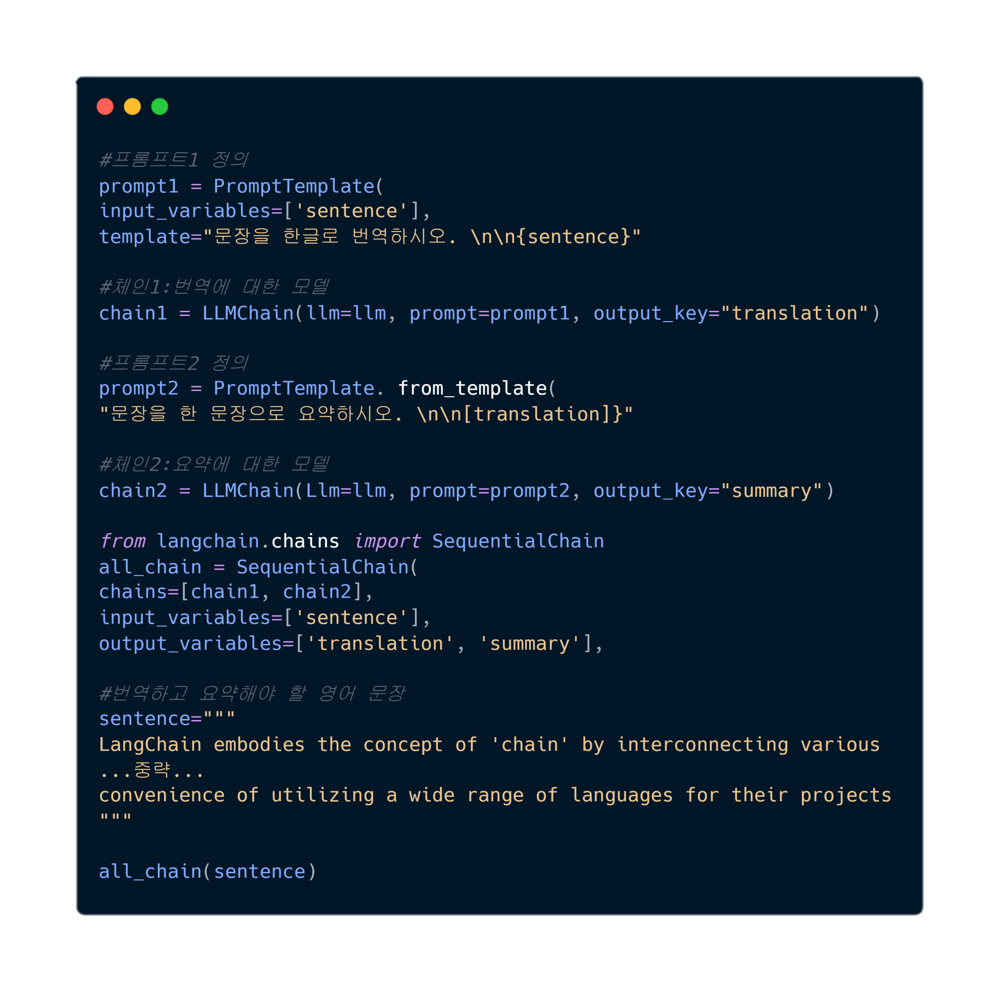 #프롬프트1 정의
prompt1 = PromptTemplate(
input_variables=['sentence'],
template="문장을 한글로 번역하시오. \n\n{sentence}"
#체인1:번역에 대한 모델
chain1 = LLMChain(llm=llm, prompt=prompt1, output_key="translation")
#프롬프트2 정의
prompt2 = PromptTemplate. from_template(
"문장을 한 문장으로 요약하시오. \n\n[translation]}"
#체인2:요약에 대한 모델
chain2 = LLMChain(Llm=llm, prompt=prompt2, output_key="summary")
from langchain.chains import SequentialChain
all_chain = SequentialChain(
chains=[chain1, chain2],
input_variables=['sentence'],
output_variables=['translation', 'summary'],
#번역하고 요약해야 할 영어 문장
sentence="""
LangChain embodies the concept of 'chain' by interconnecting various
...중략...
convenience of utilizing a wide range of languages for their projects
"""
all_chain(sentence)